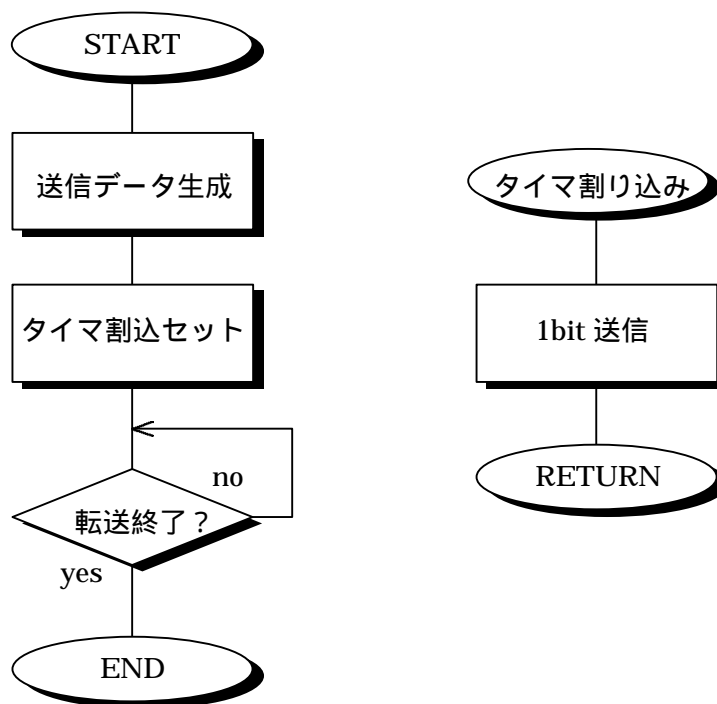 START
送信データ生成
タイマ割込セット
no
転送終了？
yes
END
タイマ割り込み
1bit 送信
RETURN